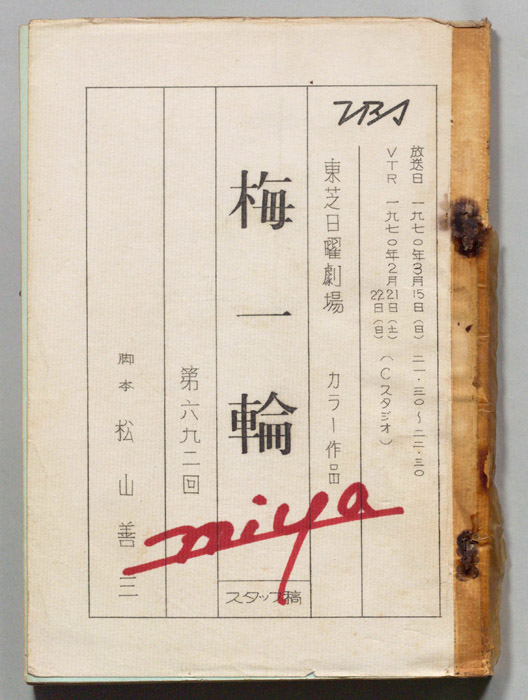 TBS
放送日 一九七〇年3月15日(日) 二一・三〇〜二二・三〇
VTR 一九七〇年2月21日(土)
22日(日)
(Cスタジオ)
東芝日曜劇場 カラー作品
梅一輪
スタッフ稿
第六九二回
脚本 松山善三
miya